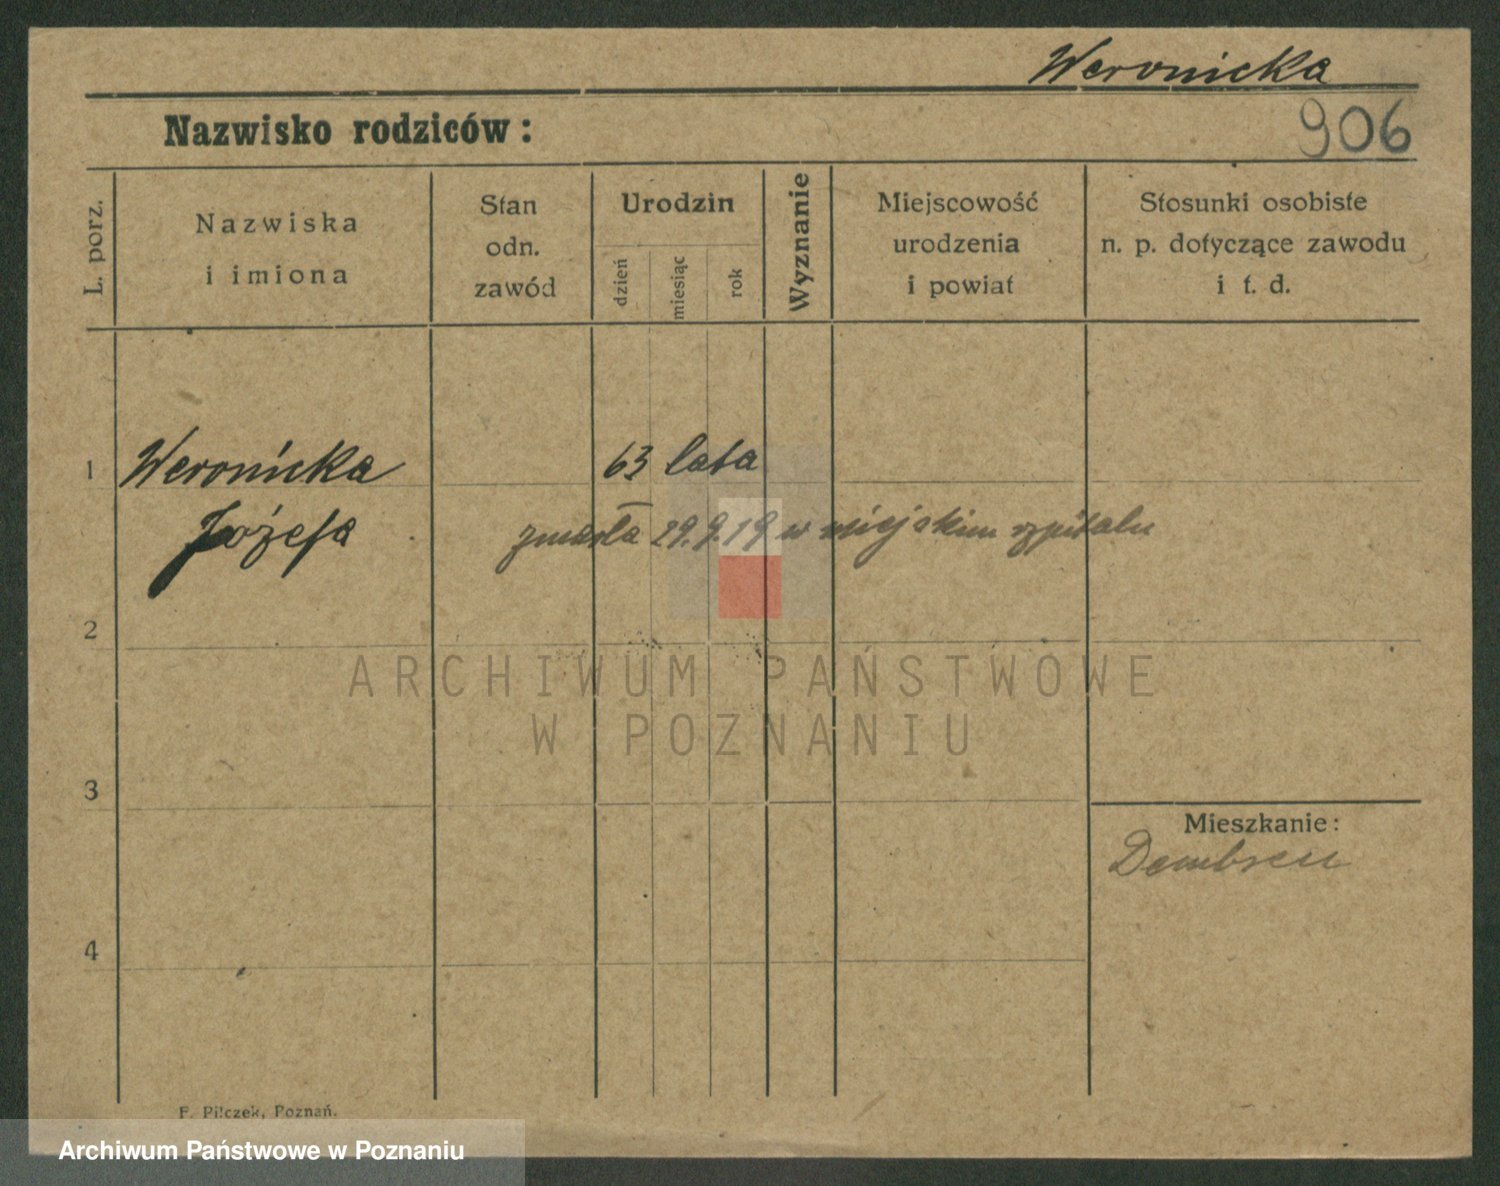 Weronicka
Nazwisko rodziców:
906
L. porz.
Nazwiska
i imiona
Stan
odn.
zawód
Urodzin
dzień
miesiąc
rok
Wyznanie
Miejscowość
urodzenia
i powiat
Stosunki osobiste
n. p. dotyczące zawodu
i t. d.
1 Weronicka 63 lata
Józefa zmarła 29.9.19 w miejskim szpitalu
2
ARCHIWUM PAŃSTWOWE
W POZNANIU
3
Mieszkanie:
Dembsen
4
F. Pilczek, Poznań.
Archiwum Państwowe w Poznaniu